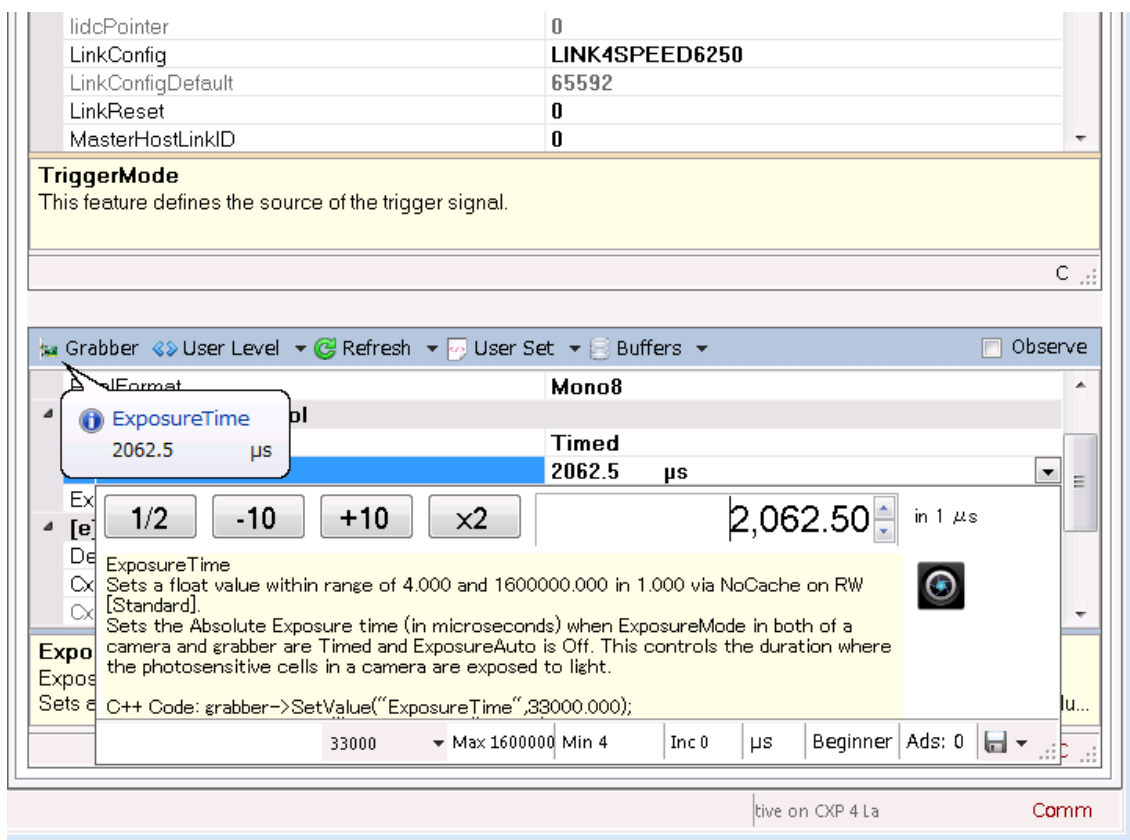 IidcPointer 0
LinkConfig LINK4SPEED6250
LinkConfigDefault 65592
LinkReset 0
MasterHostLinkID 0
TriggerMode
This feature defines the source of the trigger signal.
C
Grabber User Level Refresh User Set Buffers Observe
Mono8
ExposureTime
2062.5 µs
Timed
2062.5 µs
1/2 -10 +10 x2 2,062.50 in 1 µs
ExposureTime
Sets a float value within range of 4.000 and 1600000.000 in 1.000 via NoCache on RW
[Standard].
Sets the Absolute Exposure time (in microseconds) when ExposureMode in both of a
camera and grabber are Timed and ExposureAuto is Off. This controls the duration where
the photosensitive cells in a camera are exposed to light.
C++ Code: grabber->SetValue("ExposureTime",33000.000);
33000 Max 1600000 Min 4 Inc 0 µs Beginner Ads: 0
tive on CXP 4 La Comm